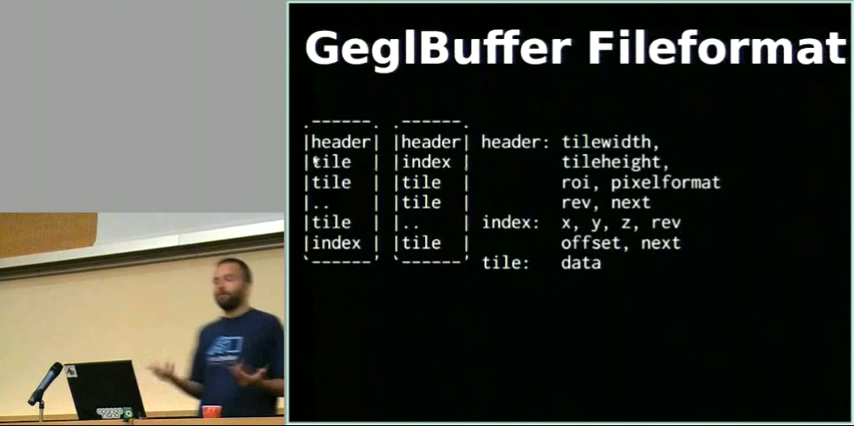 GeglBuffer Fileformat
.------. .------.
|header| |header| header: tilewidth,
|tile | |index | tileheight,
|tile | |tile | roi, pixelformat
|.. | |tile | rev, next
|tile | |.. | index: x, y, z, rev
|index | |tile | offset, next
`------' `------' tile: data